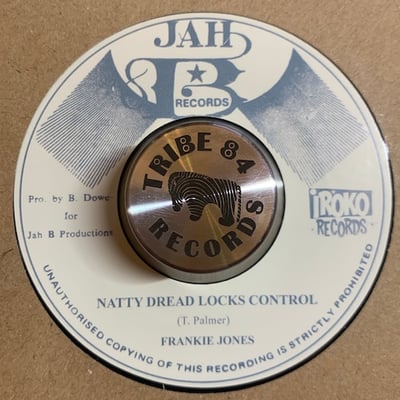 JAH
B
RECORDS
TRIBE 84
RECORDS
Pro. by B. Dowe
for
Jah B Productions
IROKO
RECORDS
NATTY DREAD LOCKS CONTROL
(T. Palmer)
FRANKIE JONES
UNAUTHORISED COPYING OF THIS RECORDING IS STRICTLY PROHIBITED